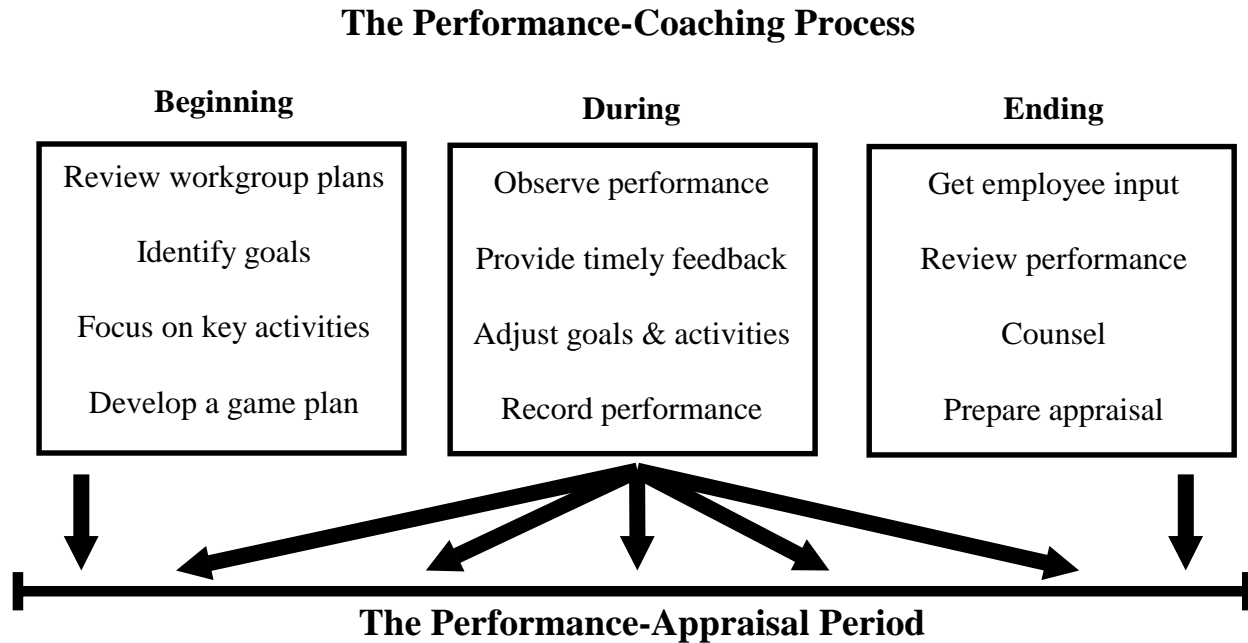 The Performance-Coaching Process
Beginning
Review workgroup plans
Identify goals
Focus on key activities
Develop a game plan
During
Observe performance
Provide timely feedback
Adjust goals & activities
Record performance
Ending
Get employee input
Review performance
Counsel
Prepare appraisal
The Performance-Appraisal Period